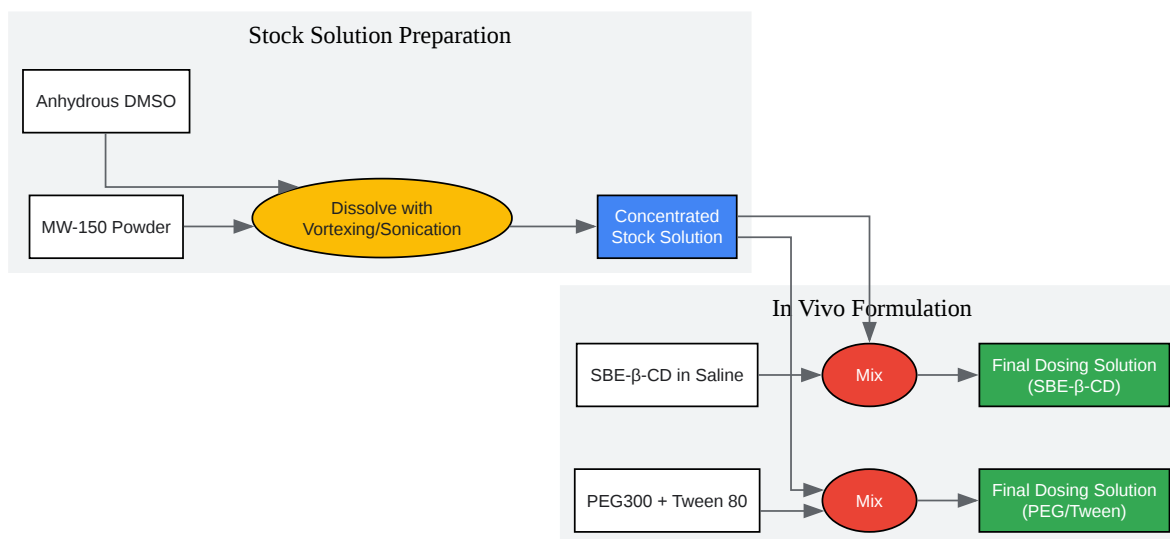 Stock Solution Preparation
Anhydrous DMSO
MW-150 Powder
Dissolve with
Vortexing/Sonication
Concentrated
Stock Solution
In Vivo Formulation
SBE-β-CD in Saline
Mix
Final Dosing Solution
(SBE-β-CD)
PEG300 + Tween 80
Mix
Final Dosing Solution
(PEG/Tween)